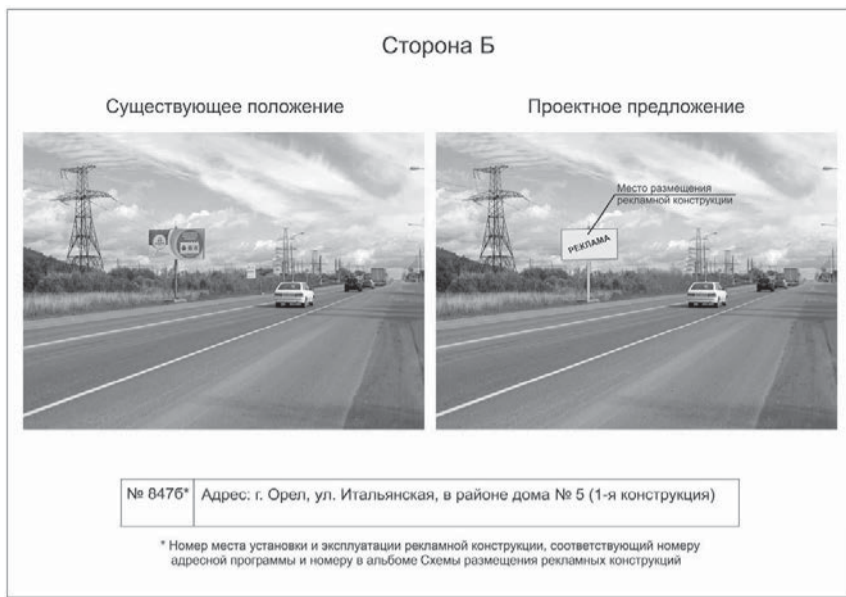 Сторона Б
Существующее положение
Проектное предложение
Место размещения
рекламной конструкции
РЕКЛАМА
№ 847б*
Адрес: г. Орел, ул. Итальянская, в районе дома № 5 (1-я конструкция)
* Номер места установки и эксплуатации рекламной конструкции, соответствующий номеру
адресной программы и номеру в альбоме Схемы размещения рекламных конструкций